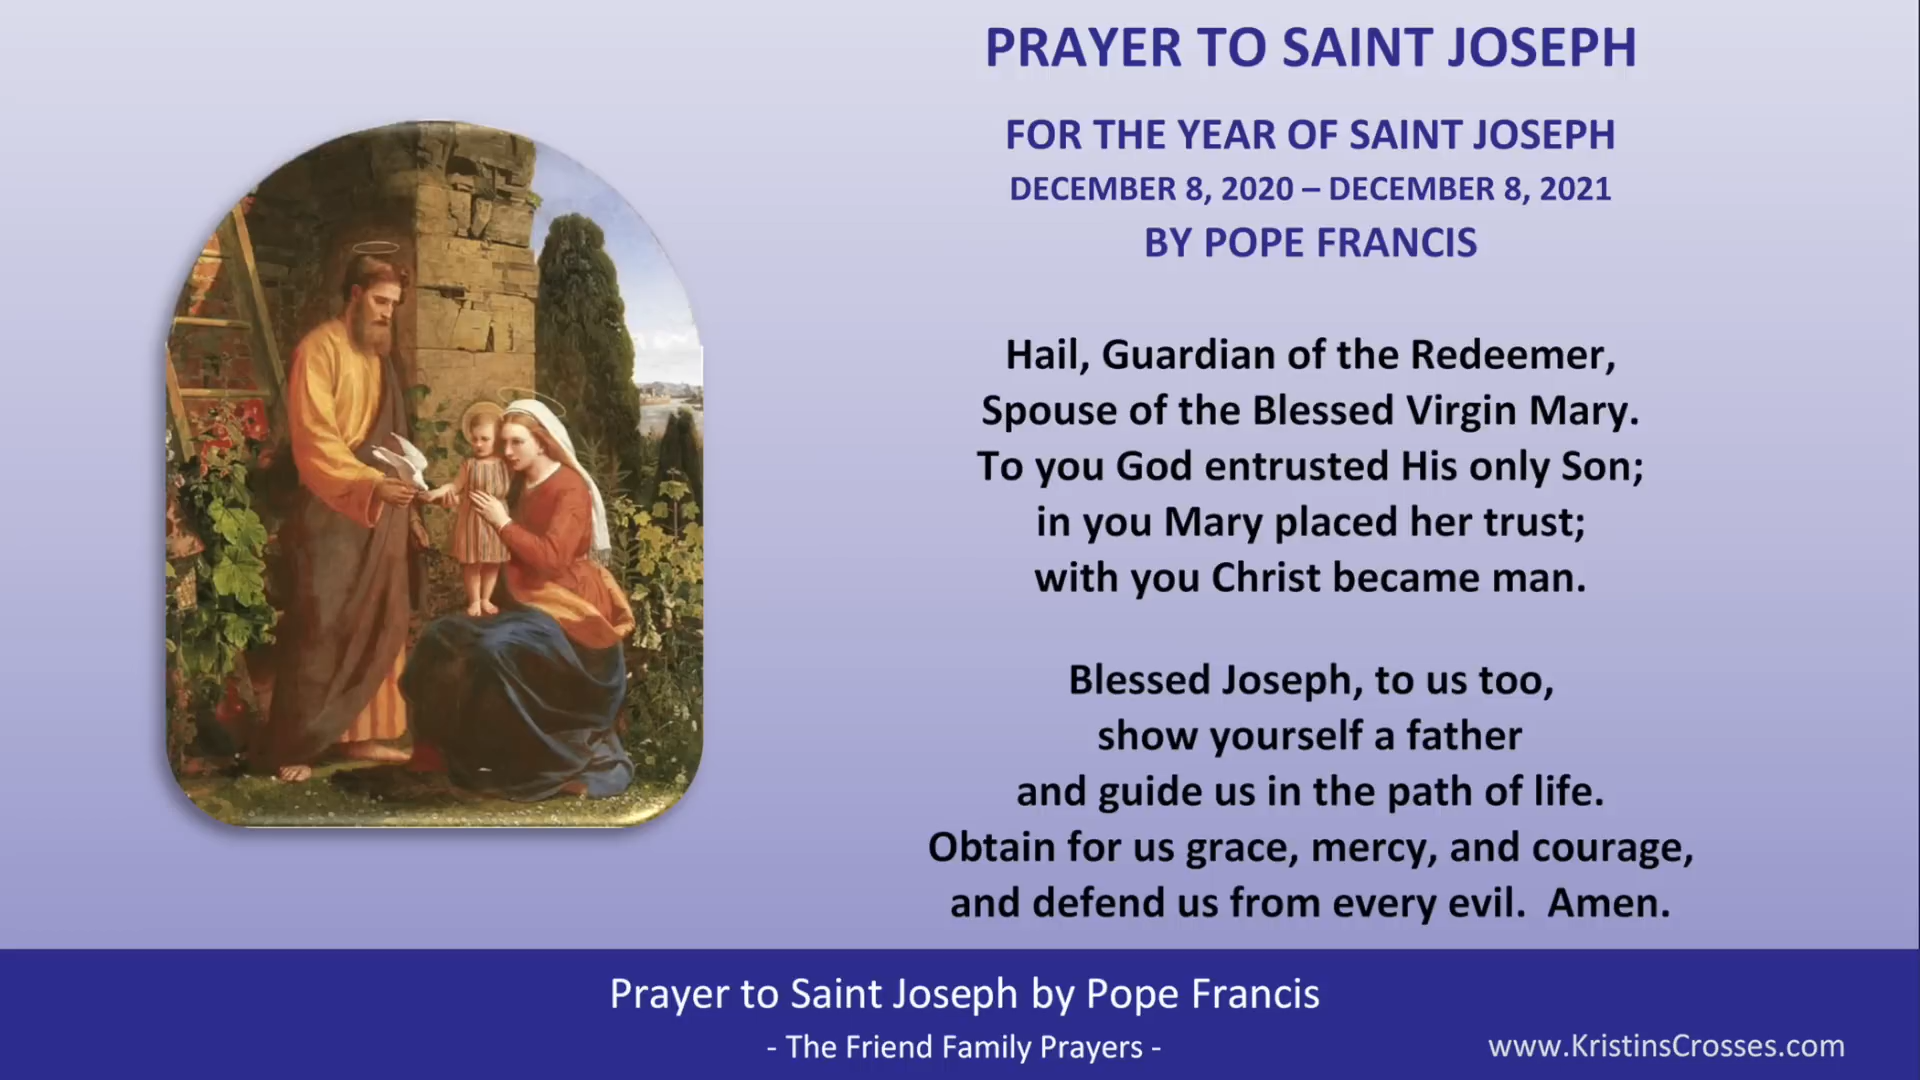 PRAYER TO SAINT JOSEPH
FOR THE YEAR OF SAINT JOSEPH
DECEMBER 8, 2020 – DECEMBER 8, 2021
BY POPE FRANCIS
Hail, Guardian of the Redeemer,
Spouse of the Blessed Virgin Mary.
To you God entrusted His only Son;
in you Mary placed her trust;
with you Christ became man.
Blessed Joseph, to us too,
show yourself a father
and guide us in the path of life.
Obtain for us grace, mercy, and courage,
and defend us from every evil.  Amen.
Prayer to Saint Joseph by Pope Francis
- The Friend Family Prayers -
www.KristinsCrosses.com